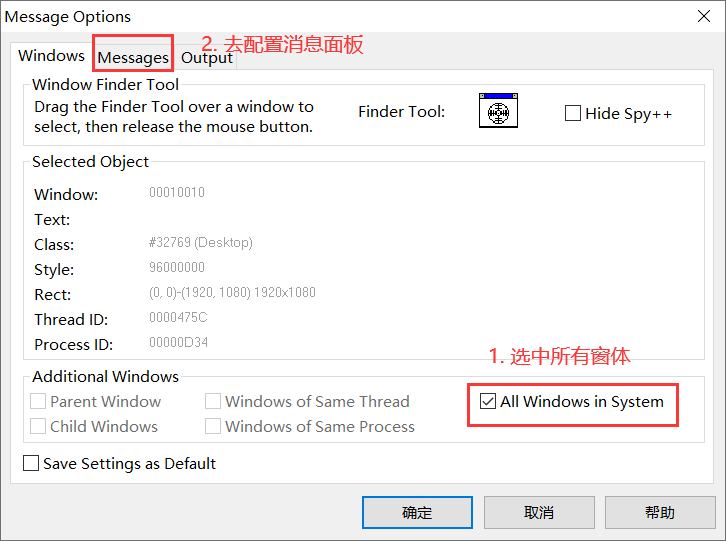 Message Options
2. 去配置消息面板
Windows Messages Output
Window Finder Tool
Drag the Finder Tool over a window to
select, then release the mouse button.
Finder Tool:
Hide Spy++
Selected Object
Window: 00010010
Text:
Class: #32769 (Desktop)
Style: 96000000
Rect: (0, 0)-(1920, 1080) 1920x1080
Thread ID: 0000475C
Process ID: 00000D34
1. 选中所有窗体
Additional Windows
Parent Window Windows of Same Thread All Windows in System
Child Windows Windows of Same Process
Save Settings as Default
确定 取消 帮助